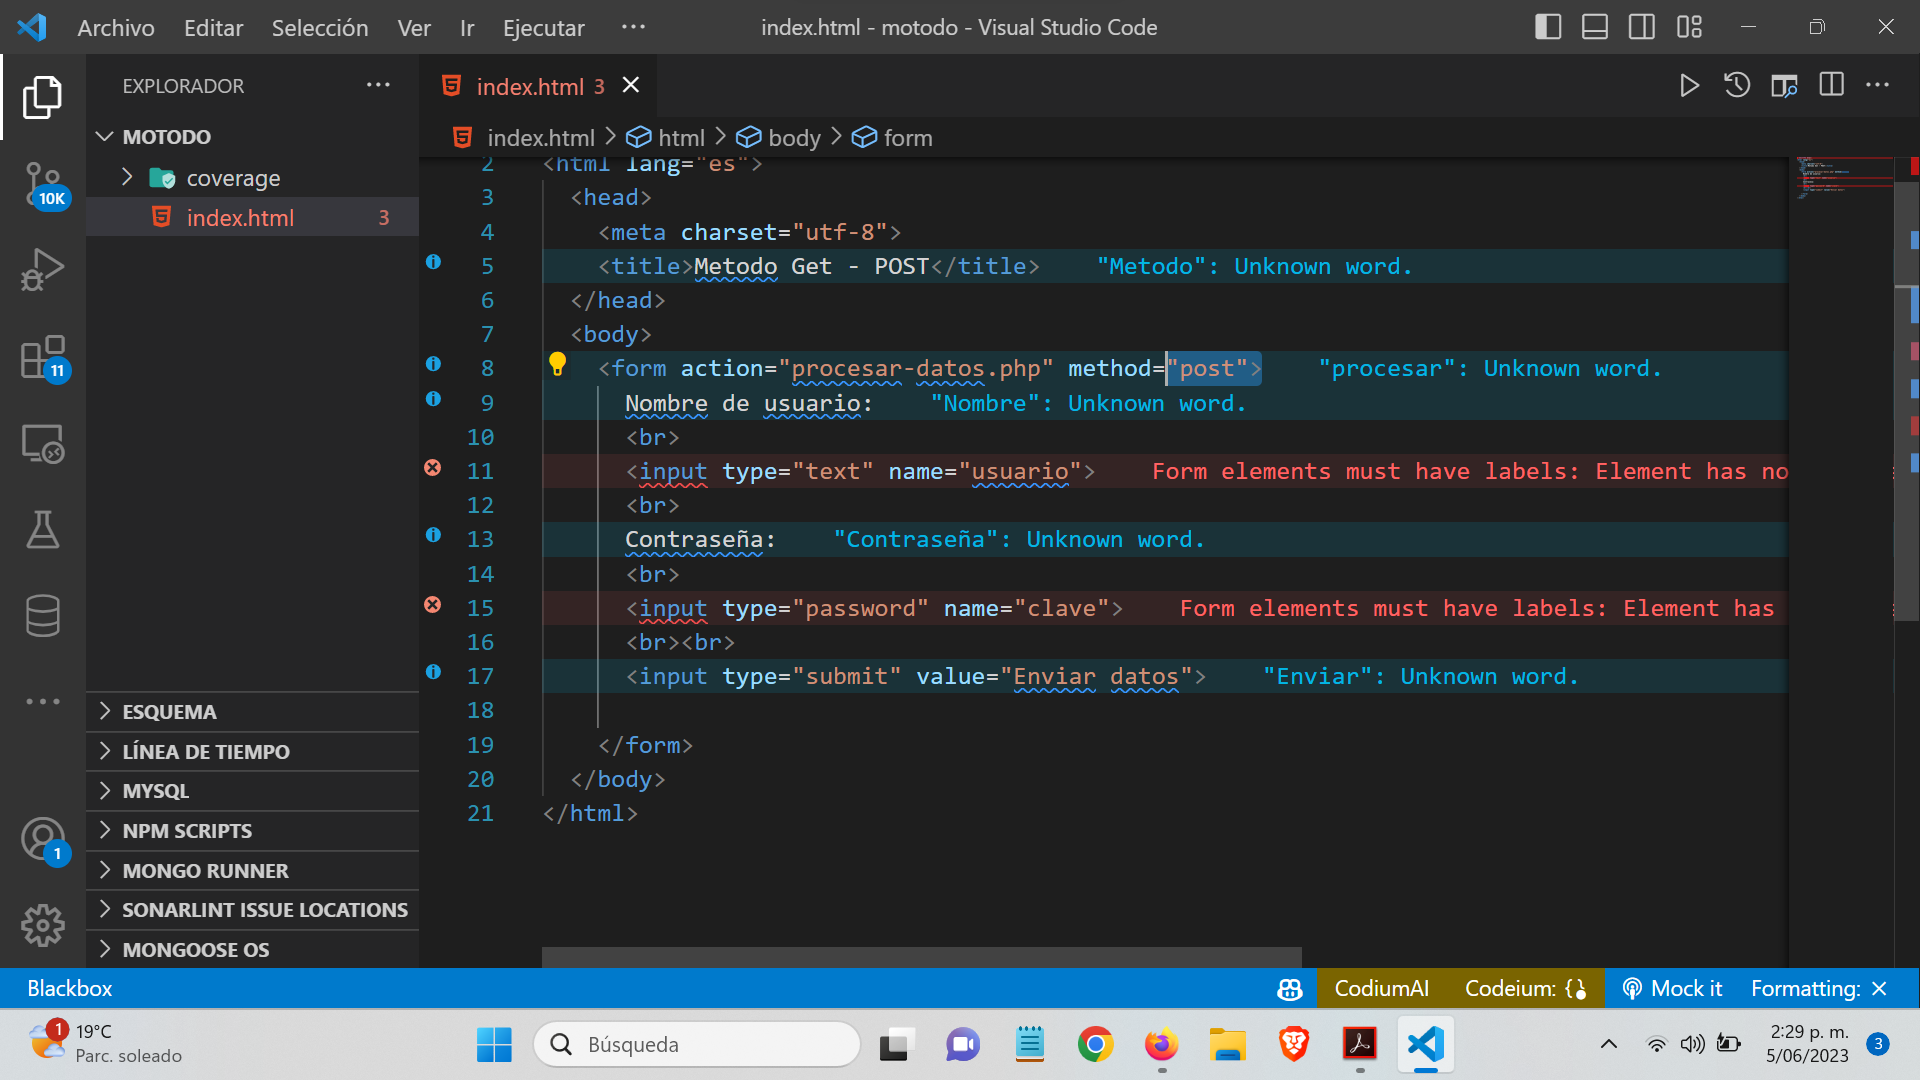 Archivo Editar Selección Ver Ir Ejecutar ··· index.html - motodo - Visual Studio Code
EXPLORADOR ···
MOTODO
coverage
index.html 3
10K
11
1
ESQUEMA
LÍNEA DE TIEMPO
MYSQL
NPM SCRIPTS
MONGO RUNNER
SONARLINT ISSUE LOCATIONS
MONGOOSE OS
index.html 3
index.html > html > body > form
2 <html lang="es">
3 <head>
4 <meta charset="utf-8">
5 <title>Metodo Get - POST</title> "Metodo": Unknown word.
6 </head>
7 <body>
8 <form action="procesar-datos.php" method="post"> "procesar": Unknown word.
9 Nombre de usuario: "Nombre": Unknown word.
10 <br>
11 <input type="text" name="usuario"> Form elements must have labels: Element has no
12 <br>
13 Contraseña: "Contraseña": Unknown word.
14 <br>
15 <input type="password" name="clave"> Form elements must have labels: Element has
16 <br><br>
17 <input type="submit" value="Enviar datos"> "Enviar": Unknown word.
18
19 </form>
20 </body>
21 </html>
Blackbox CodiumAI Codeium: {} Mock it Formatting: ×
1 19°C
Parc. soleado
Búsqueda
2:29 p. m.
5/06/2023
3